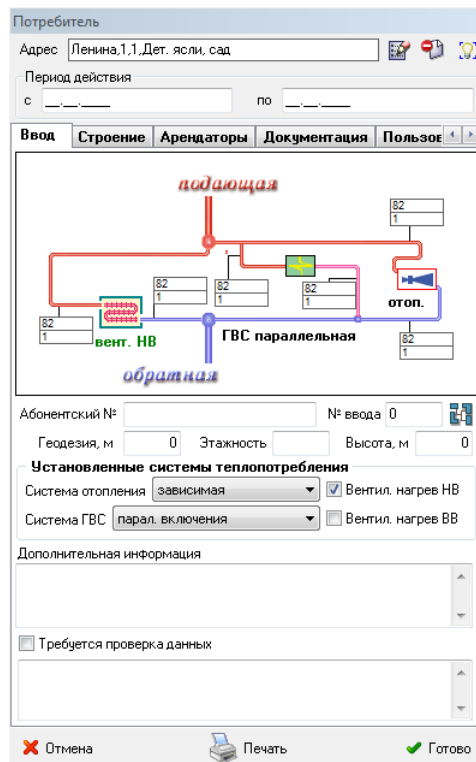 Потребитель
Адрес Ленина,1,1,Дет. ясли, сад
Период действия
с __.__.____ по __.__.____
Ввод Строение Арендаторы Документация Пользов
подающая
82
1
82
1
82
1
82
1
отоп.
82
1
вент. НВ
ГВС параллельная
82
1
обратная
Абонентский № № ввода 0
Геодезия, м 0 Этажность Высота, м 0
Установленные системы теплопотребления
Система отопления зависимая Вентил. нагрев НВ
Система ГВС парал. включения Вентил. нагрев ВВ
Дополнительная информация
Требуется проверка данных
Отмена Печать Готово